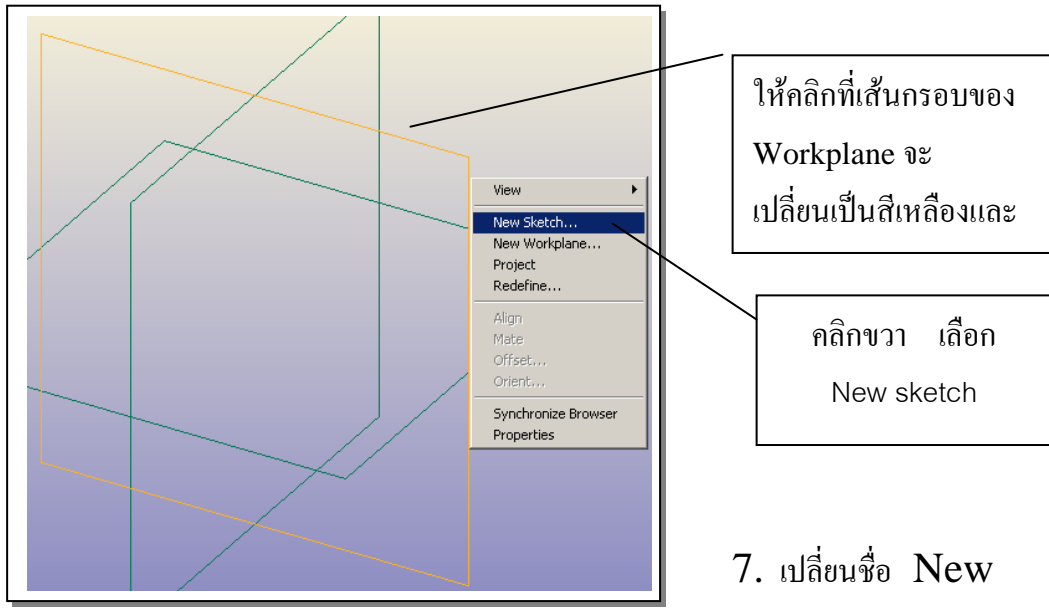 View
New Sketch...
New Workplane...
Project
Redefine...
Align
Mate
Offset...
Orient...
Synchronize Browser
Properties
ให้คลิกที่เส้นกรอบของ
Workplane จะ
เปลี่ยนเป็นสีเหลืองและ
คลิกขวา เลือก
New sketch
7. เปลี่ยนชื่อ New